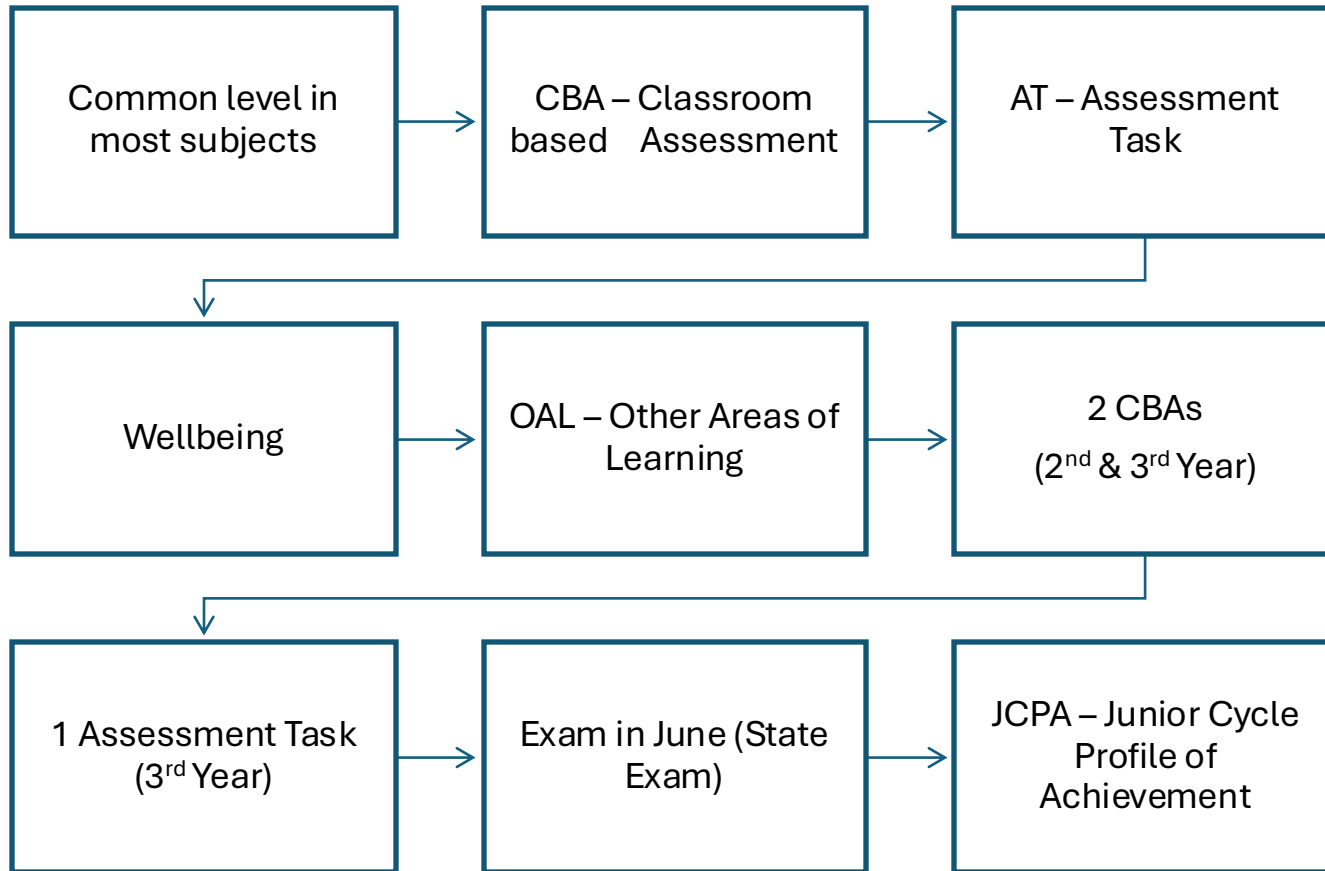 Common level in
most subjects
CBA – Classroom
based Assessment
AT – Assessment
Task
Wellbeing
OAL – Other Areas of
Learning
2 CBAs
(2nd & 3rd Year)
1 Assessment Task
(3rd Year)
Exam in June (State
Exam)
JCPA – Junior Cycle
Profile of
Achievement